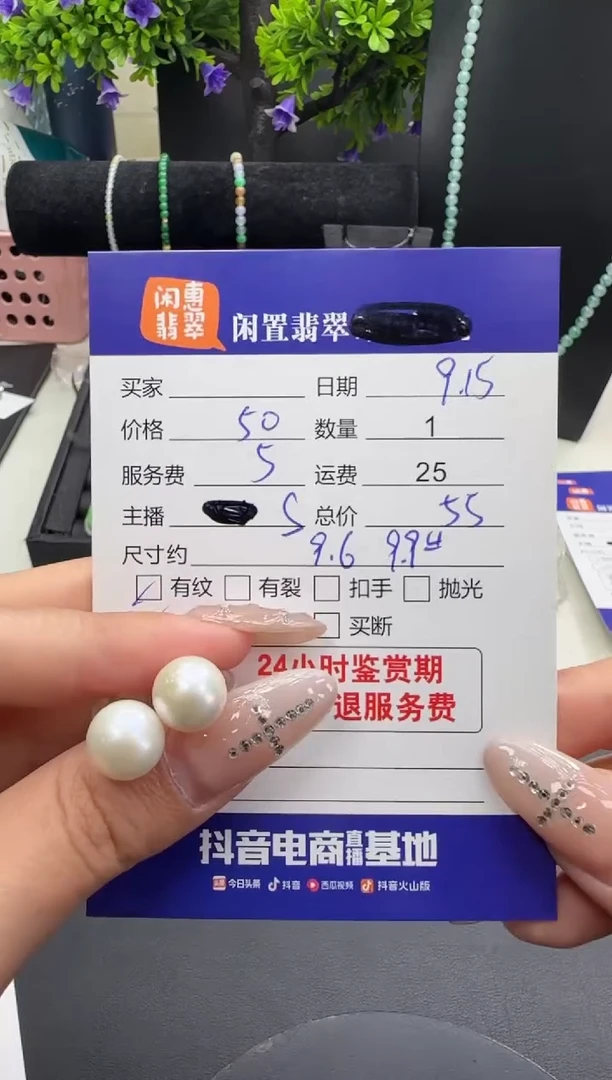 闲惠
翡翠
闲置翡翠
买家 日期 9.15
价格 50 数量 1
服务费 5 运费 25
主播 S 总价 55
尺寸约 9.6 9.9
有纹 有裂 扣手 抛光
买断
24小时鉴赏期
退服务费
抖音电商直播基地
今日头条 抖音 西瓜视频 抖音火山版